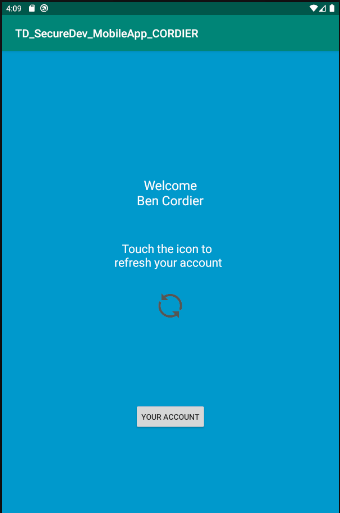 4:09
TD_SecureDev_MobileApp_CORDIER
Welcome
Ben Cordier
Touch the icon to
refresh your account
YOUR ACCOUNT